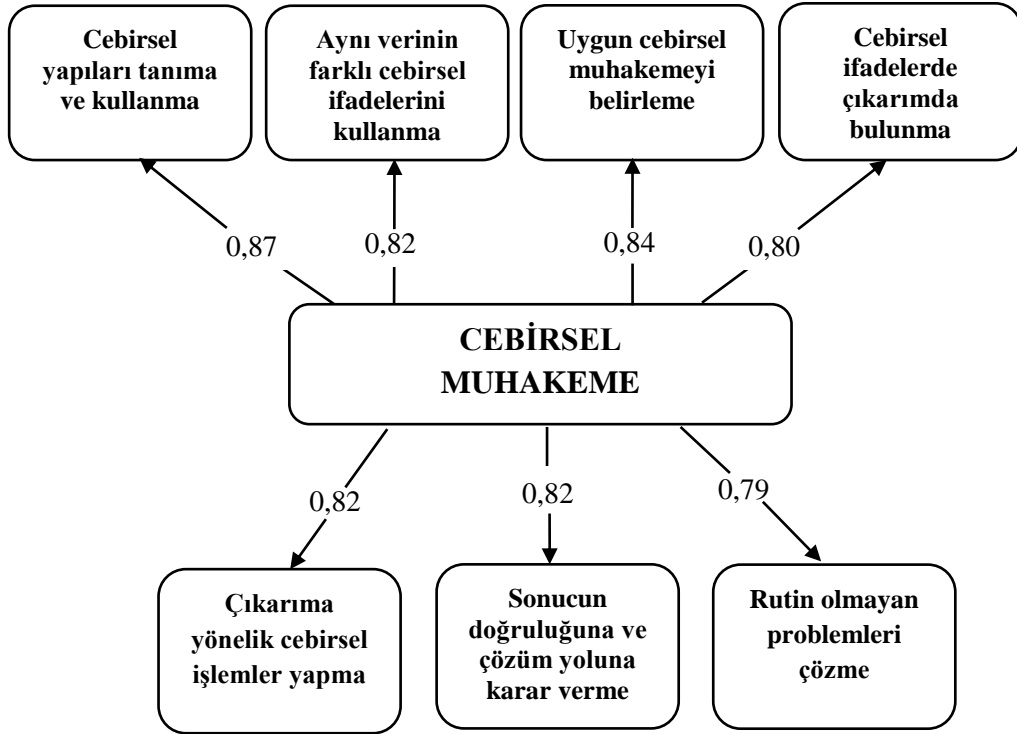 Cebirsel
yapıları tanıma
ve kullanma
Aynı verinin
farklı cebirsel
ifadelerini
kullanma
Uygun cebirsel
muhakemeyi
belirleme
Cebirsel
ifadelerde
çıkarımda
bulunma
0,87
0,82
0,84
0,80
CEBİRSEL
MUHAKEME
0,82
0,82
0,79
Çıkarıma
yönelik cebirsel
işlemler yapma
Sonucun
doğruluğuna ve
çözüm yoluna
karar verme
Rutin olmayan
problemleri
çözme